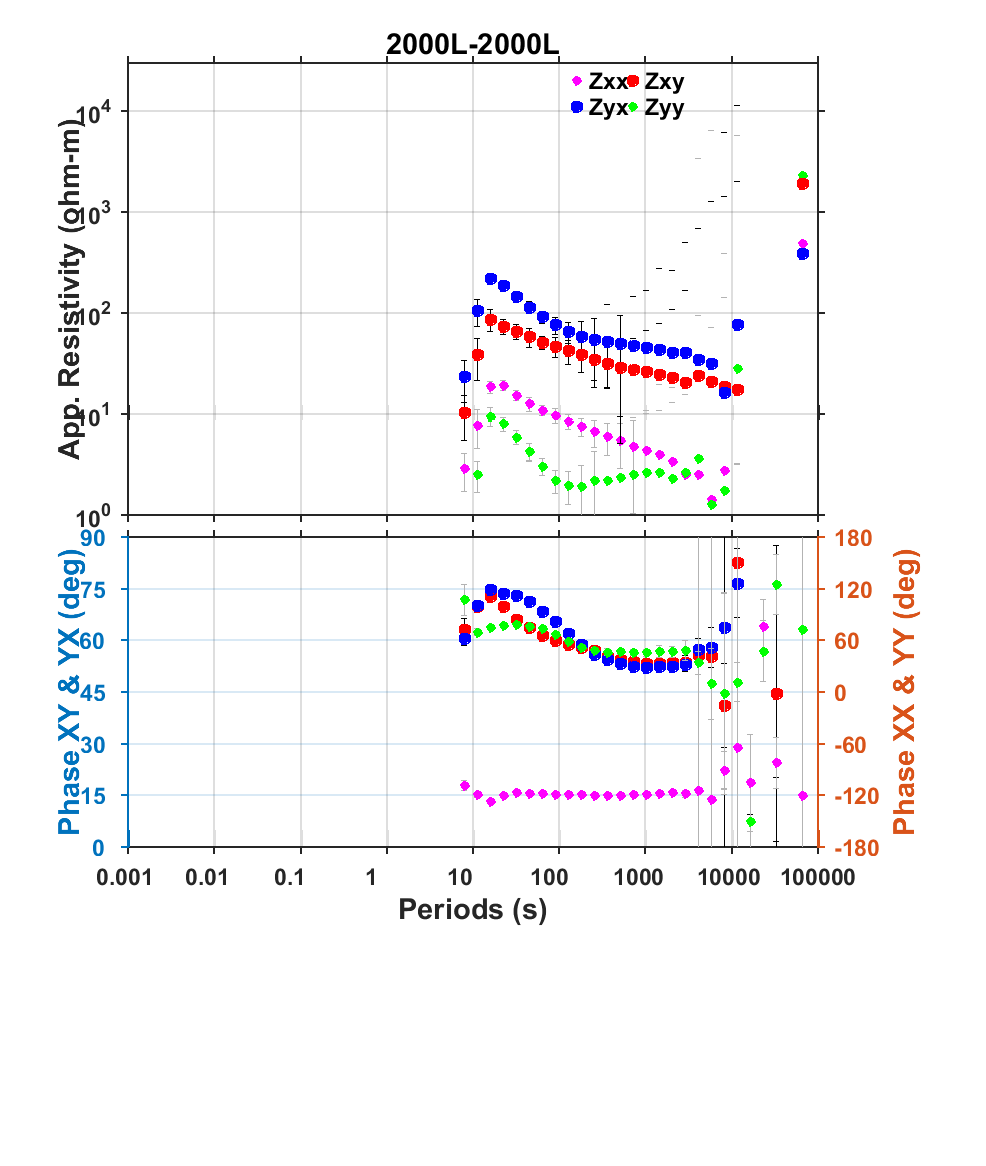 2000L-2000L
Zxx Zxy
Zyx Zyy
App. Resistivity (ohm-m)
10^4
10^3
10^2
10^1
10^0
Phase XY & YX (deg)
90
75
60
45
30
15
0
180
120
60
0
-60
-120
-180
Phase XX & YY (deg)
0.001 0.01 0.1 1 10 100 1000 10000 100000
Periods (s)